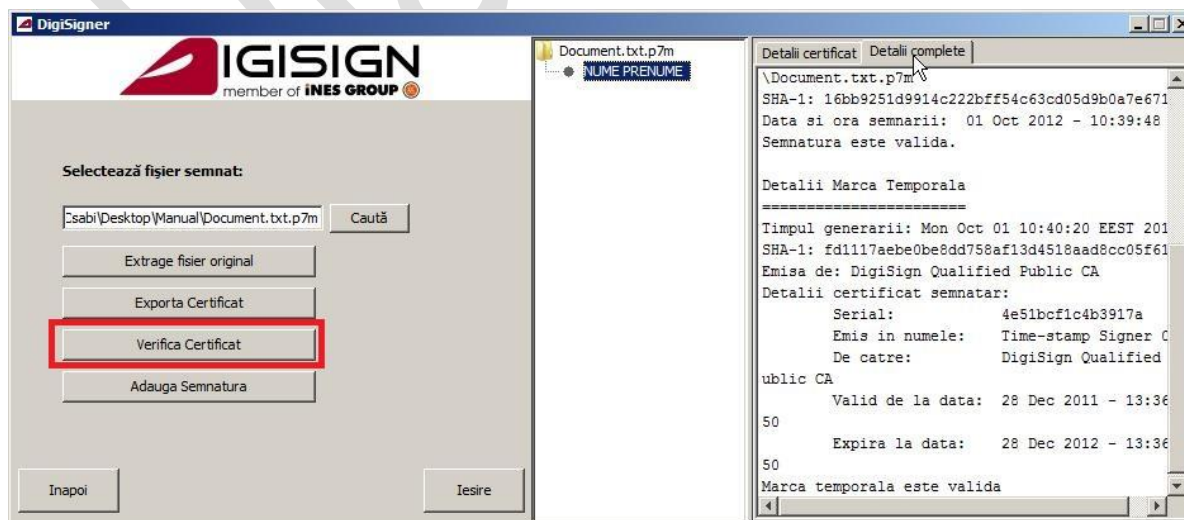 DigiSigner
DIGISIGN
member of iNES GROUP
Selectează fişier semnat:
Csabi\Desktop\Manual\Document.txt.p7m
Caută
Extrage fisier original
Exporta Certificat
Verifica Certificat
Adauga Semnatura
Inapoi
Iesire
Document.txt.p7m
NUME PRENUME
Detalii certificat
Detalii complete
\Document.txt.p7m
SHA-1: 16bb9251d9914c222bff54c63cd05d9b0a7e671
Data si ora semnarii: 01 Oct 2012 - 10:39:48
Semnatura este valida.
Detalii Marca Temporala
========================
Timpul generarii: Mon Oct 01 10:40:20 EEST 201
SHA-1: fd1117aebe0be8dd758af13d4518aad8cc05f61
Emisa de: DigiSign Qualified Public CA
Detalii certificat semnatar:
Serial: 4e51bcf1c4b3917a
Emis in numele: Time-stamp Signer
De catre: DigiSign Qualified
ublic CA
Valid de la data: 28 Dec 2011 - 13:36
50
Expira la data: 28 Dec 2012 - 13:36
50
Marca temporala este valida